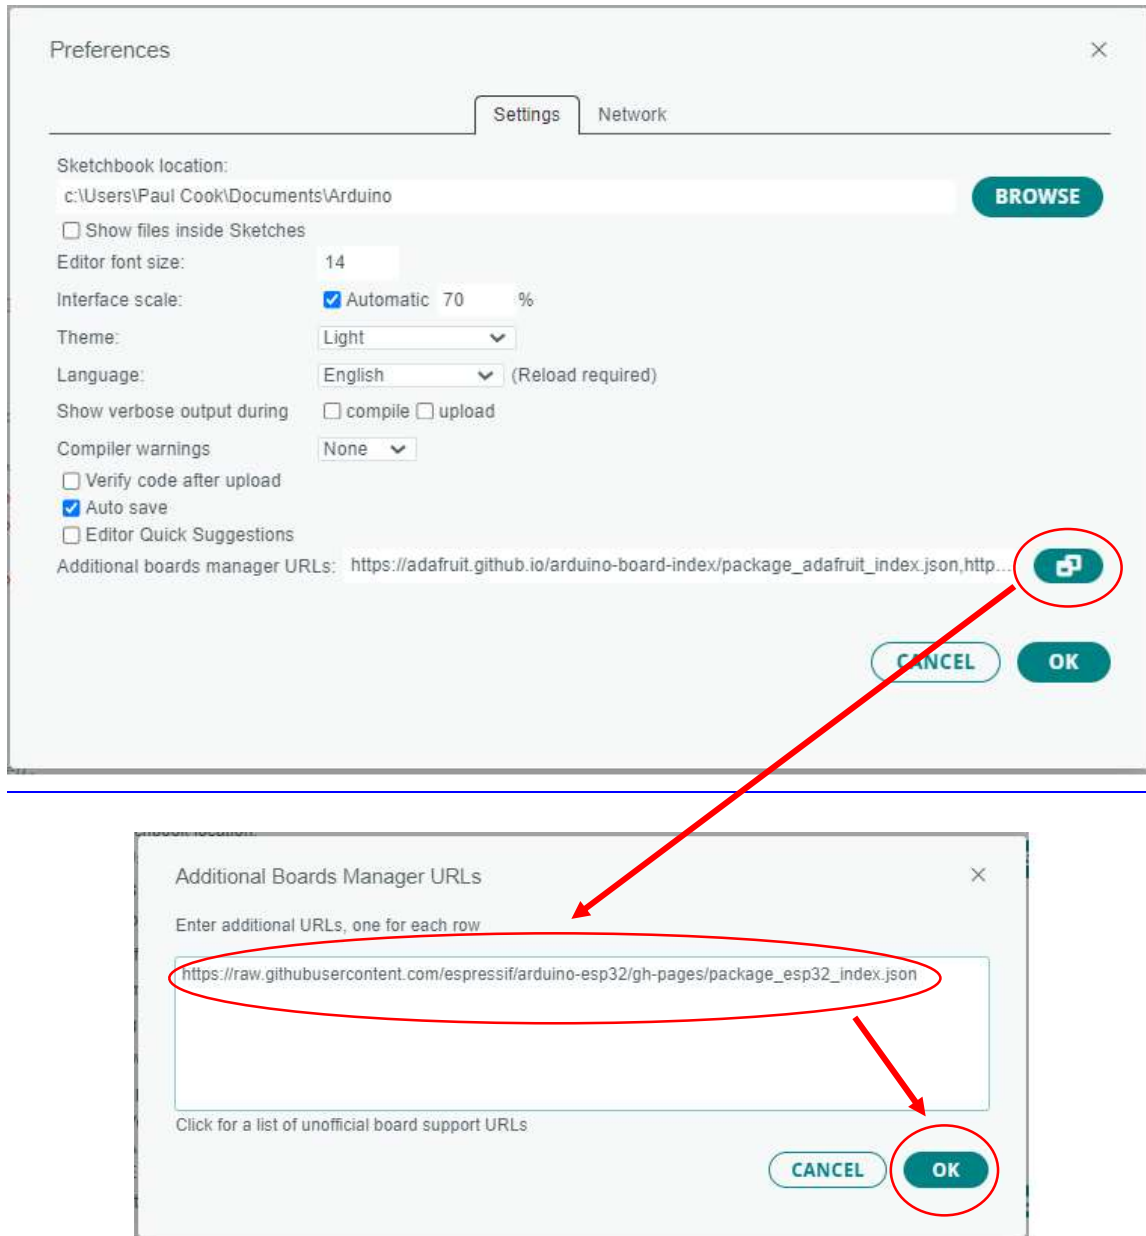 Preferences
Settings Network
Sketchbook location:
c:\Users\Paul Cook\Documents\Arduino BROWSE
Show files inside Sketches
Editor font size: 14
Interface scale: Automatic 70 %
Theme: Light
Language: English (Reload required)
Show verbose output during compile upload
Compiler warnings None
Verify code after upload
Auto save
Editor Quick Suggestions
Additional boards manager URLs: https://adafruit.github.io/arduino-board-index/package_adafruit_index.json,http...
CANCEL OK
Additional Boards Manager URLs
Enter additional URLs, one for each row
https://raw.githubusercontent.com/espressif/arduino-esp32/gh-pages/package_esp32_index.json
Click for a list of unofficial board support URLs
CANCEL OK